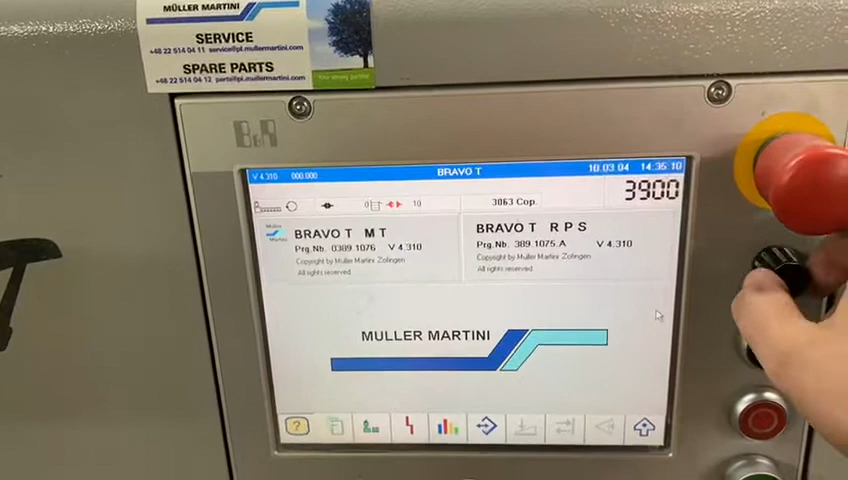 MÜLLER MARTINI
SERVICE
+48 22 514 04 11 service@pl.mullermartini.com
SPARE PARTS
+48 22 514 04 12 parts@pl.mullermartini.com
B&R
V 4.310 000.000 BRAVO T 10.03.04 14:35:10
0 10 3063 Cop. 3900
BRAVO T M T
Prg.Nb. 0389.1076 V 4.310
Copyright by Muller Martini Zofingen
All rights reserved
BRAVO T R P S
Prg.Nb. 389.1075.A V 4.310
Copyright by Muller Martini Zofingen
All rights reserved
MULLER MARTINI
?